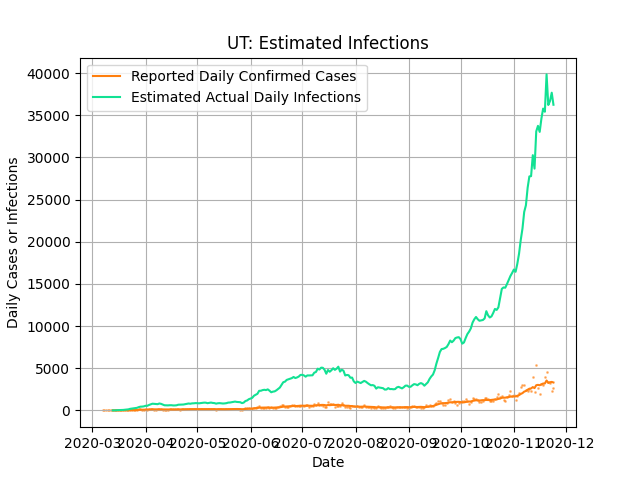 UT: Estimated Infections
Reported Daily Confirmed Cases
Estimated Actual Daily Infections
Daily Cases or Infections
40000
35000
30000
25000
20000
15000
10000
5000
0
2020-03 2020-04 2020-05 2020-06 2020-07 2020-08 2020-09 2020-10 2020-11 2020-12
Date